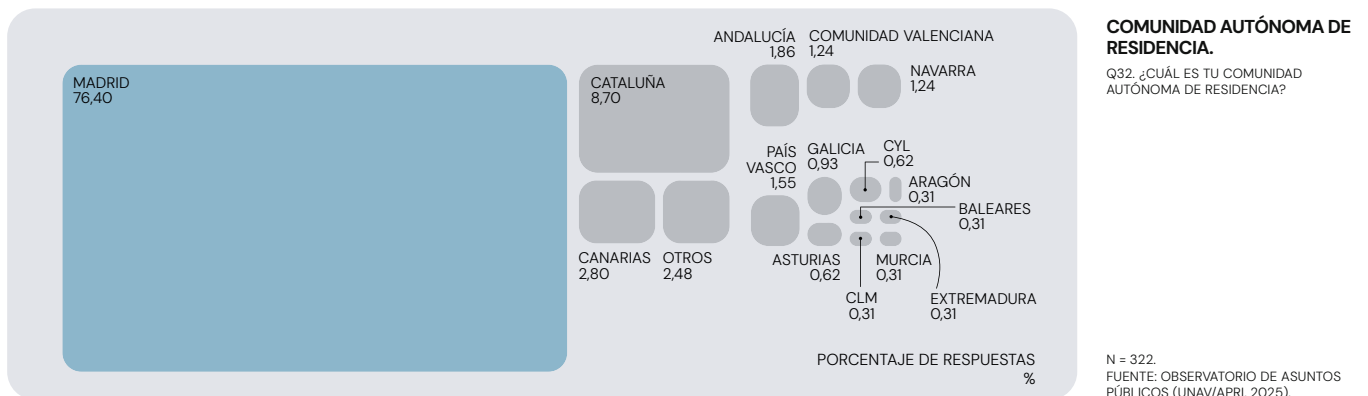 COMUNIDAD AUTÓNOMA DE
RESIDENCIA.
Q32. ¿CUÁL ES TU COMUNIDAD
AUTÓNOMA DE RESIDENCIA?
MADRID
76,40
CATALUÑA
8,70
CANARIAS
2,80
OTROS
2,48
ANDALUCÍA
1,86
COMUNIDAD VALENCIANA
1,24
NAVARRA
1,24
PAÍS
VASCO
1,55
GALICIA
0,93
CYL
0,62
ARAGÓN
0,31
BALEARES
0,31
ASTURIAS
0,62
MURCIA
0,31
CLM
0,31
EXTREMADURA
0,31
PORCENTAJE DE RESPUESTAS
%
N = 322.
FUENTE: OBSERVATORIO DE ASUNTOS
PÚBLICOS (UNAV/APRI, 2025).